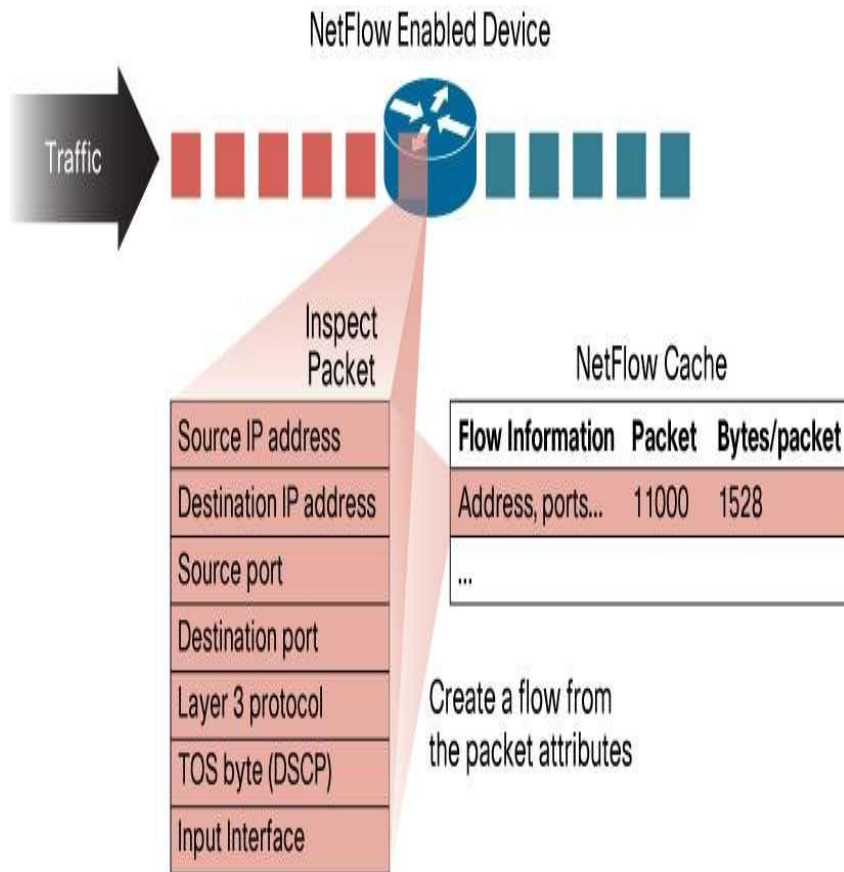 NetFlow Enabled Device
Traffic
Inspect
Packet
NetFlow Cache
Source IP address
Destination IP address
Source port
Destination port
Layer 3 protocol
TOS byte (DSCP)
Input Interface
Flow Information Packet Bytes/packet
Address, ports... 11000 1528
...
Create a flow from
the packet attributes